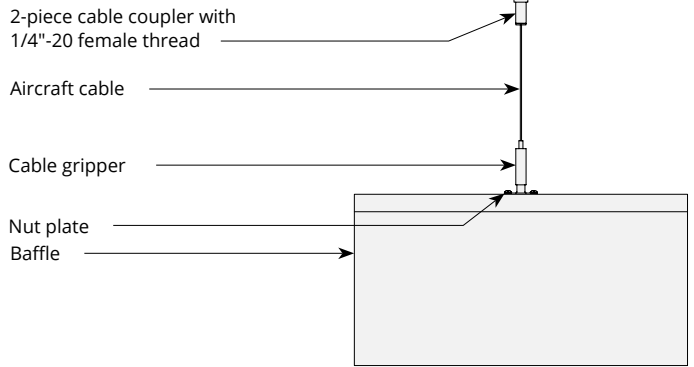 2-piece cable coupler with
1/4"-20 female thread
Aircraft cable
Cable gripper
Nut plate
Baffle